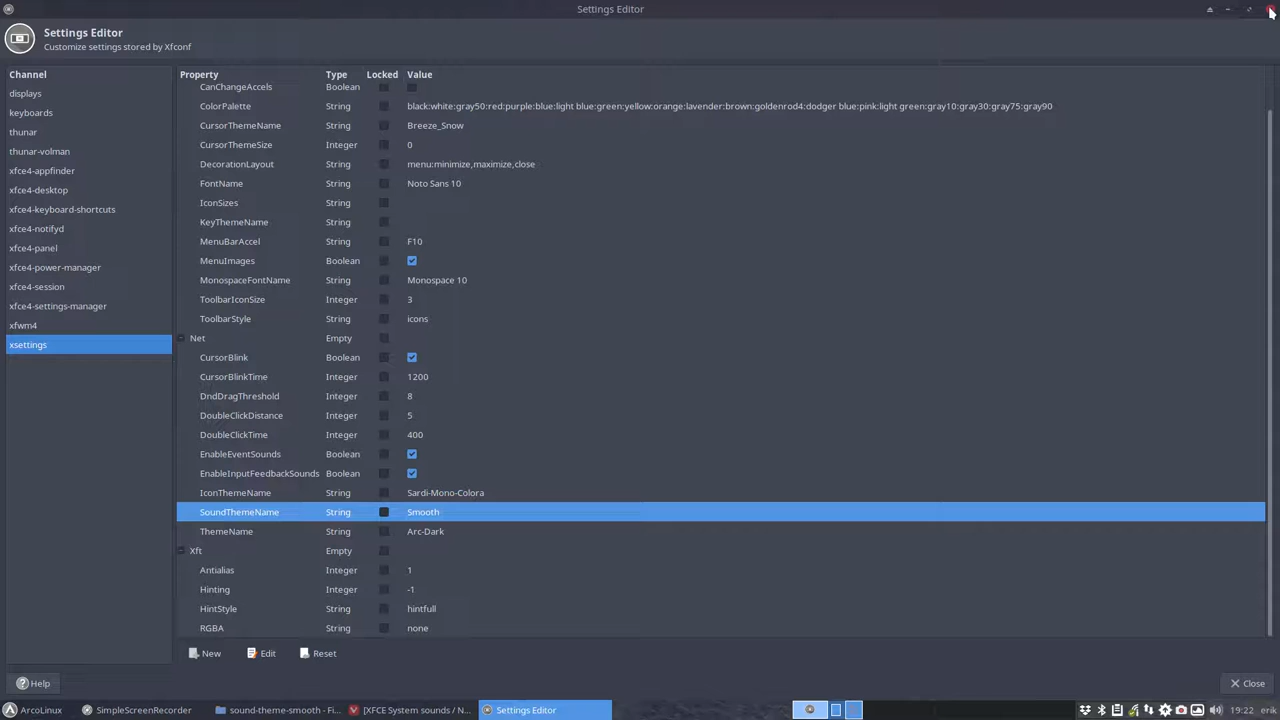 Settings Editor
Settings Editor
Customize settings stored by Xfconf
Channel
displays
keyboards
thunar
thunar-volman
xfce4-appfinder
xfce4-desktop
xfce4-keyboard-shortcuts
xfce4-notifyd
xfce4-panel
xfce4-power-manager
xfce4-session
xfce4-settings-manager
xfwm4
xsettings
Property Type Locked Value
CanChangeAccels Boolean
ColorPalette String black:white:gray50:red:purple:blue:light blue:green:yellow:orange:lavender:brown:goldenrod4:dodger blue:pink:light green:gray10:gray30:gray75:gray90
CursorThemeName String Breeze_Snow
CursorThemeSize Integer 0
DecorationLayout String menu:minimize,maximize,close
FontName String Noto Sans 10
IconSizes String
KeyThemeName String
MenuBarAccel String F10
MenuImages Boolean
MonospaceFontName String Monospace 10
ToolbarIconSize Integer 3
ToolbarStyle String icons
Net Empty
CursorBlink Boolean
CursorBlinkTime Integer 1200
DndDragThreshold Integer 8
DoubleClickDistance Integer 5
DoubleClickTime Integer 400
EnableEventSounds Boolean
EnableInputFeedbackSounds Boolean
IconThemeName String Sardi-Mono-Colora
SoundThemeName String Smooth
ThemeName String Arc-Dark
Xft Empty
Antialias Integer 1
Hinting Integer -1
HintStyle String hintfull
RGBA String none
New Edit Reset
Help Close
ArcoLinux SimpleScreenRecorder sound-theme-smooth - Fi... [XFCE System sounds / N... Settings Editor 19:22 erik